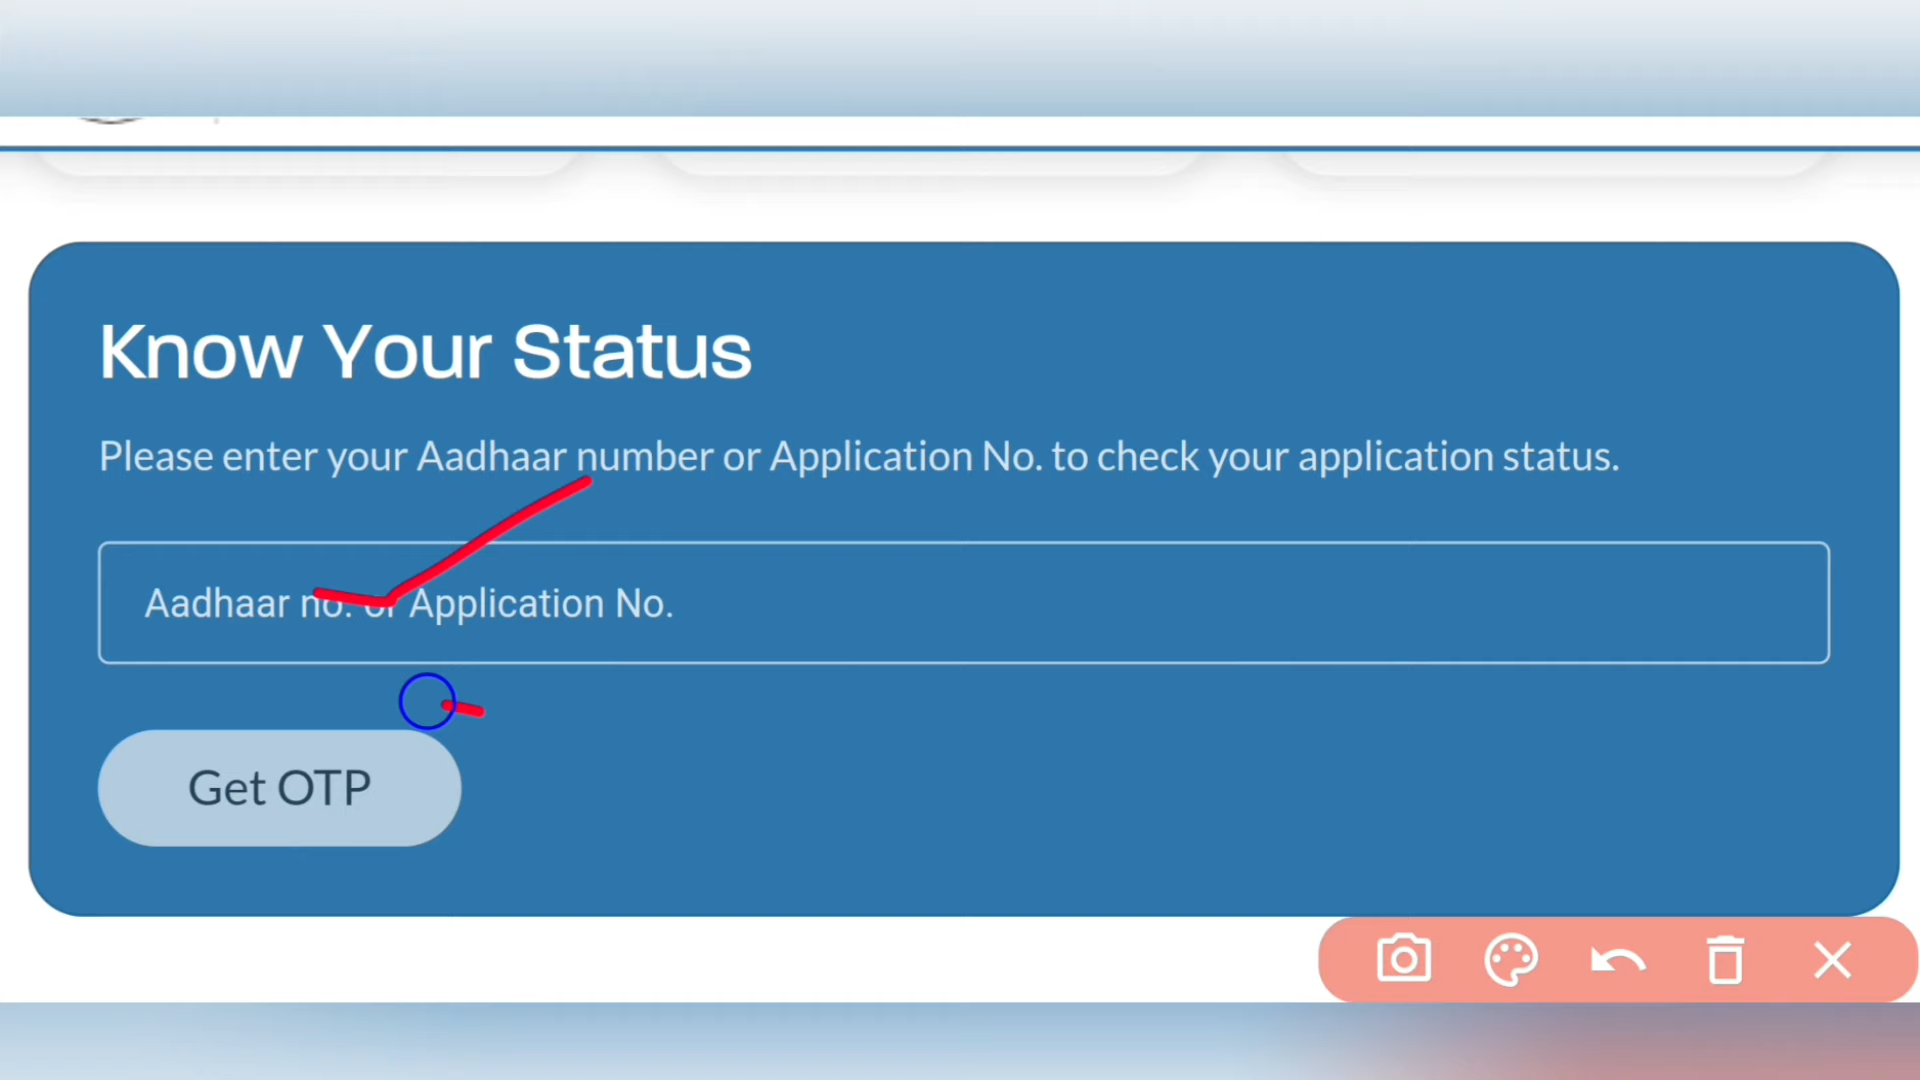 Know Your Status
Please enter your Aadhaar number or Application No. to check your application status.
Aadhaar no. or Application No.
Get OTP